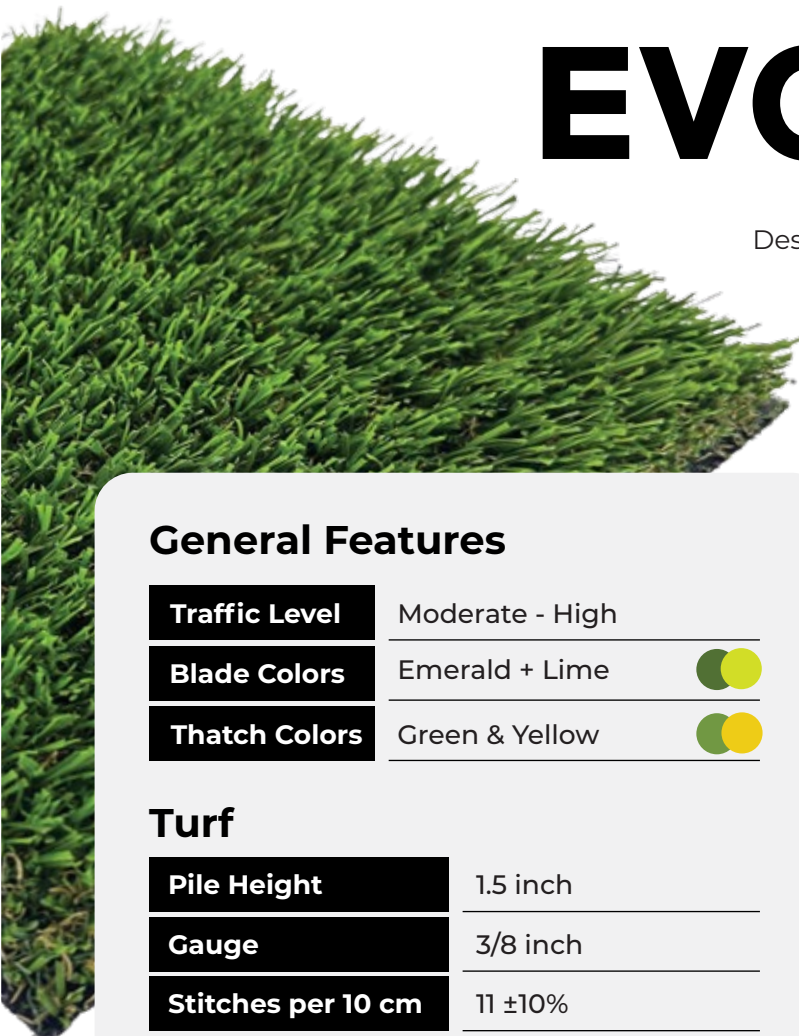 EVO
Des
General Features
Traffic Level Moderate - High
Blade Colors Emerald + Lime
Thatch Colors Green & Yellow
Turf
Pile Height 1.5 inch
Gauge 3/8 inch
Stitches per 10 cm 11 ±10%